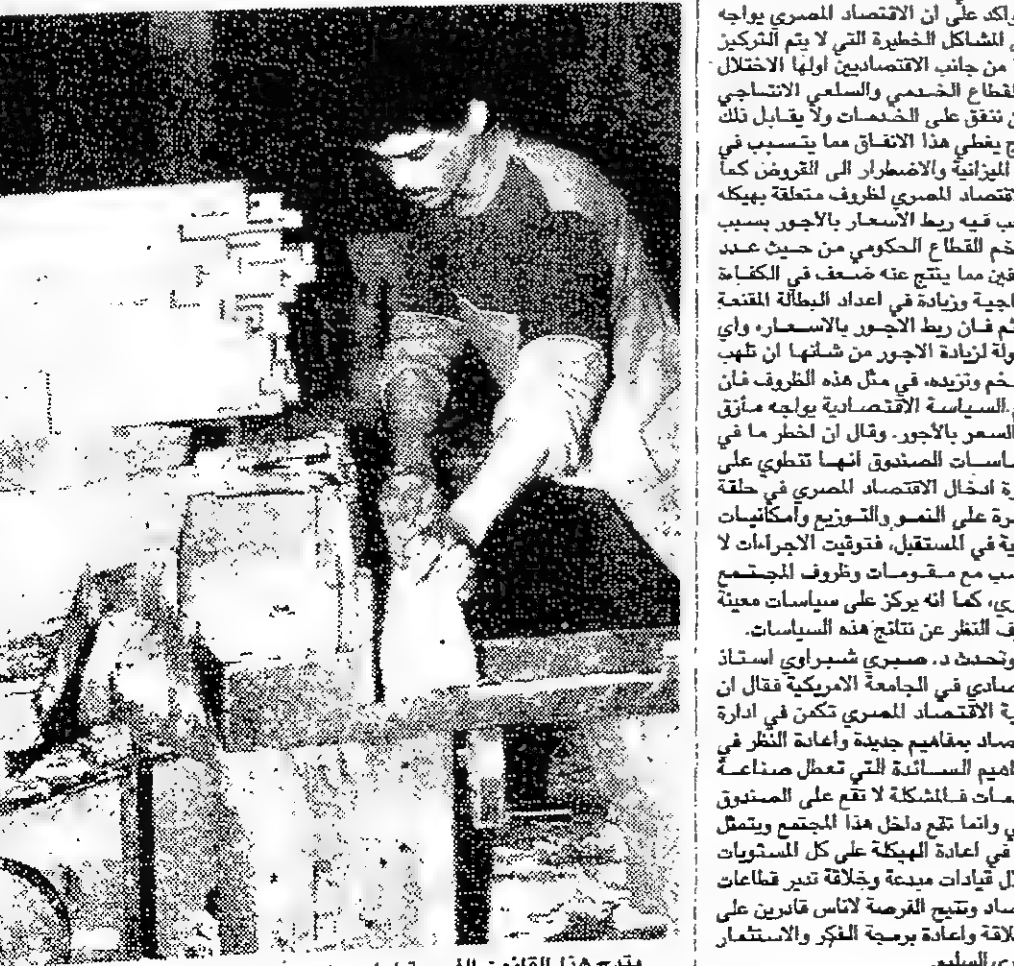 واكد على ان الاقتصاد المصري يواجه
المشاكل الخطيرة التي لا يتم التركيز
من جانب الاقتصاديين اولها الاختلال
القطاع الخدمي والسلعي الانتاجي
ننفق على الخدمات ولا يقابل ذلك
يغطي هذا الانفاق مما يتسبب في
الميزانية والاضطرار الى القروض كما
الاقتصاد المصري لظروف متعلقة بهيكله
فيه ربط الاسعار بالأجور بسبب
القطاع الحكومي من حيث عدد
مما ينتج عنه ضعف في الكفاءة
وزيادة في اعداد البطالة المقنعة
فان ربط الاجور بالاسعار، واي
لزيادة الاجور من شأنها ان تلهب
وتزيده، في مثل هذه الظروف فان
السياسة الاقتصادية يواجه مأزق
السعر بالأجور. وقال ان اخطر ما في
الصندوق انها تنطوي على
ادخال الاقتصاد المصري في حلقة
على النمو والتوزيع وامكانيات
في المستقبل، فتوقيت الاجراءات لا
مع مقومات وظروف المجتمع
كما انه يركز على سياسات معينة
النظر عن نتائج هذه السياسات.
وتحدث د. صبري شبراوي استاذ
في الجامعة الامريكية فقال ان
الاقتصاد المصري تكمن في ادارة
بمفاهيم جديدة واعادة النظر في
السائدة التي تعطل صناعة
فالمشكلة لا تقع على الصندوق
وانما تقع داخل هذا المجتمع ويتمثل
في اعادة الهيكلة على كل المستويات
قيادات مبدعة وخلاقة تدير قطاعات
وتتيح الفرصة لاناس قادرين على
واعادة برمجة الفكر والاستثمار
السليم.
هذا القانون